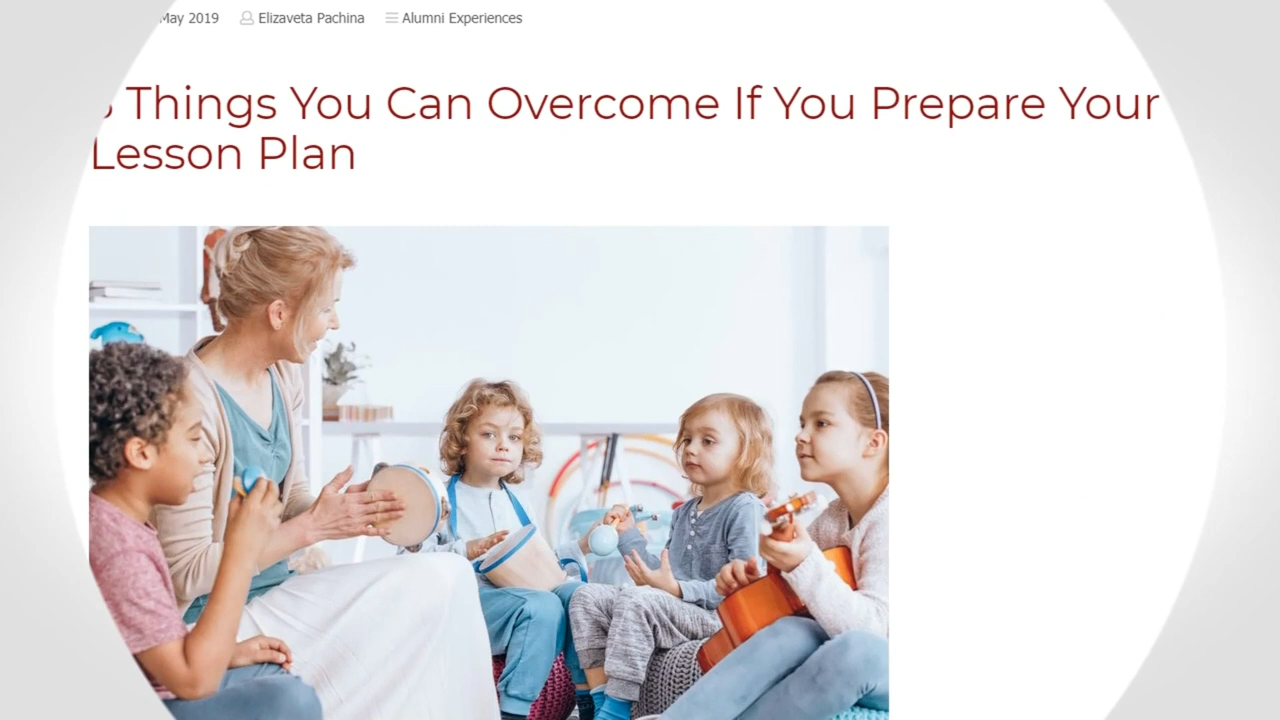 May 2019 Elizaveta Pachina Alumni Experiences
Things You Can Overcome If You Prepare Your
Lesson Plan